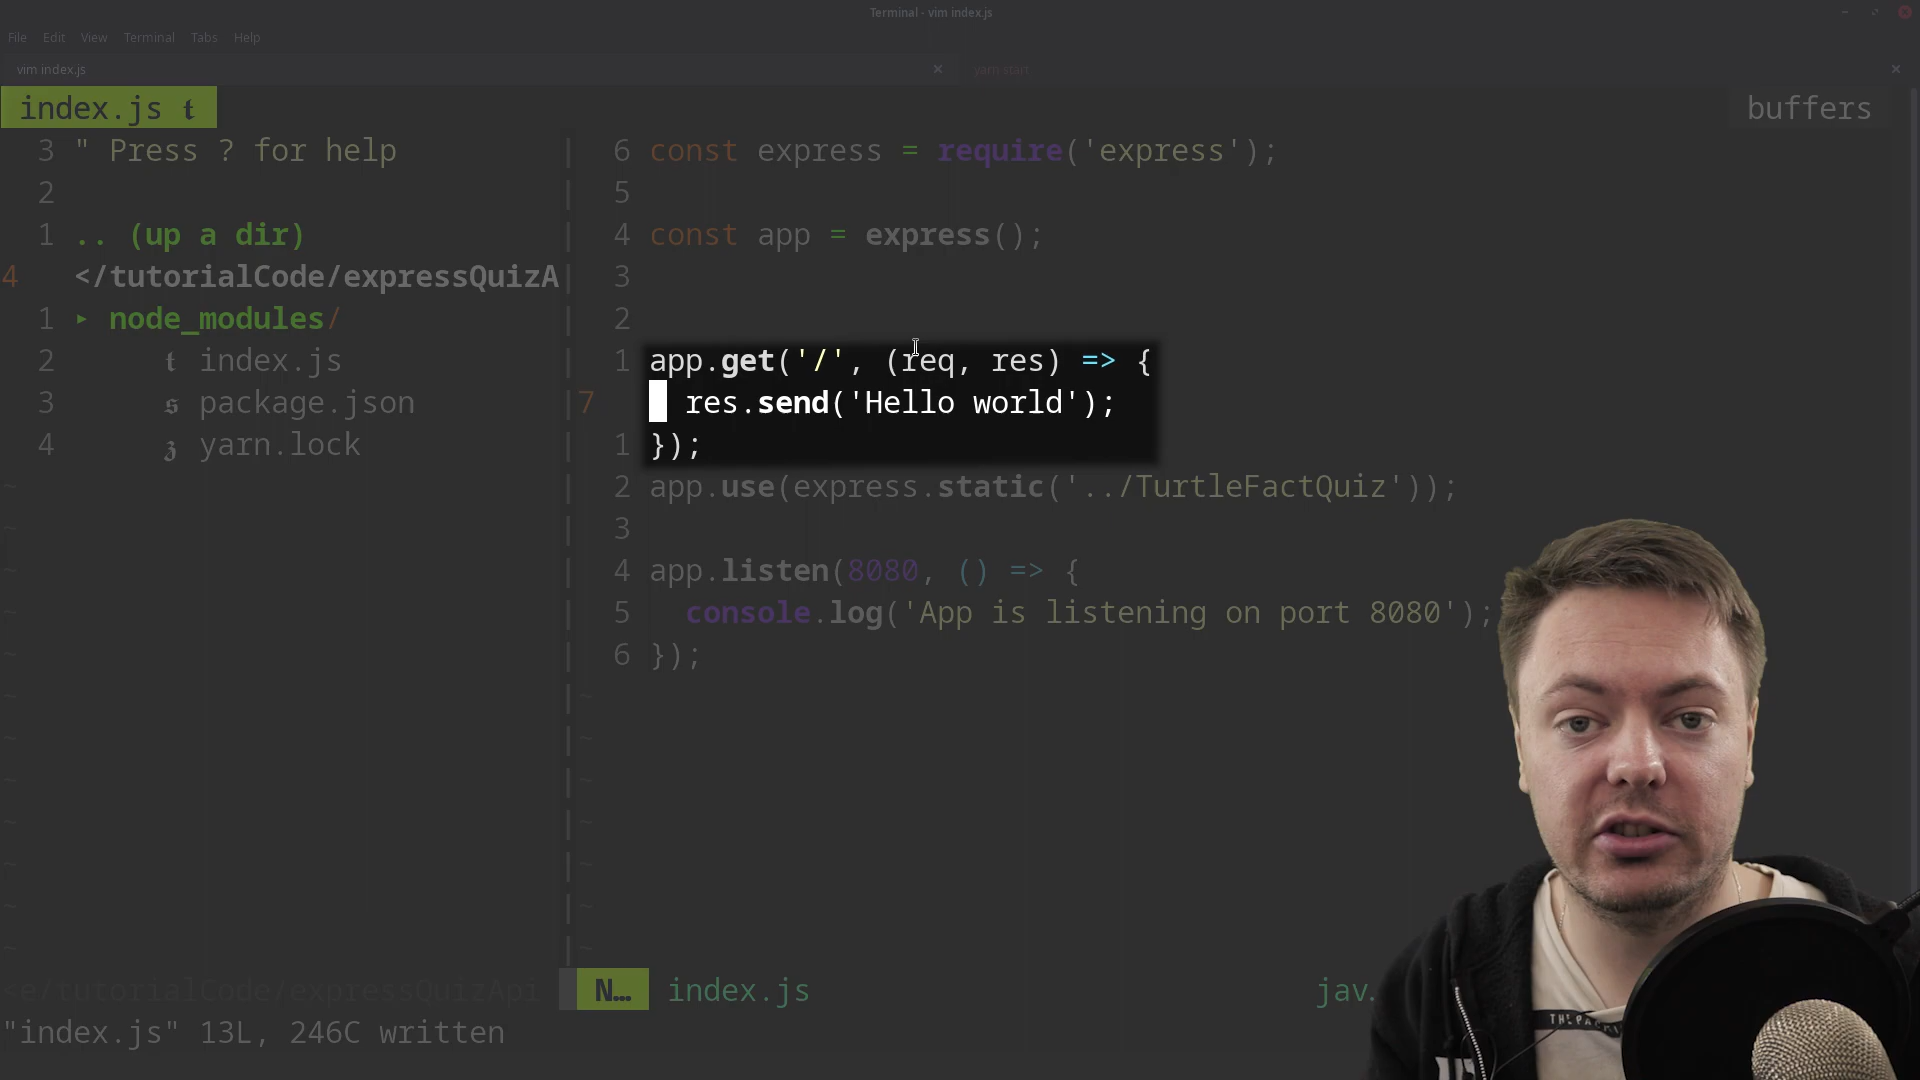 Terminal - vim index.js
File Edit View Terminal Tabs Help
vim index.js
yarn start
index.js t
buffers
3 " Press ? for help
2
1 .. (up a dir)
4 </tutorialCode/expressQuizA
1 ▸ node_modules/
2 t index.js
3 s package.json
4 z yarn.lock
6 const express = require('express');
5
4 const app = express();
3
2
1 app.get('/', (req, res) => {
7 res.send('Hello world');
1 });
2 app.use(express.static('../TurtleFactQuiz'));
3
4 app.listen(8080, () => {
5 console.log('App is listening on port 8080');
6 });
<e/tutorialCode/expressQuizApi
N… index.js
jav.
"index.js" 13L, 246C written